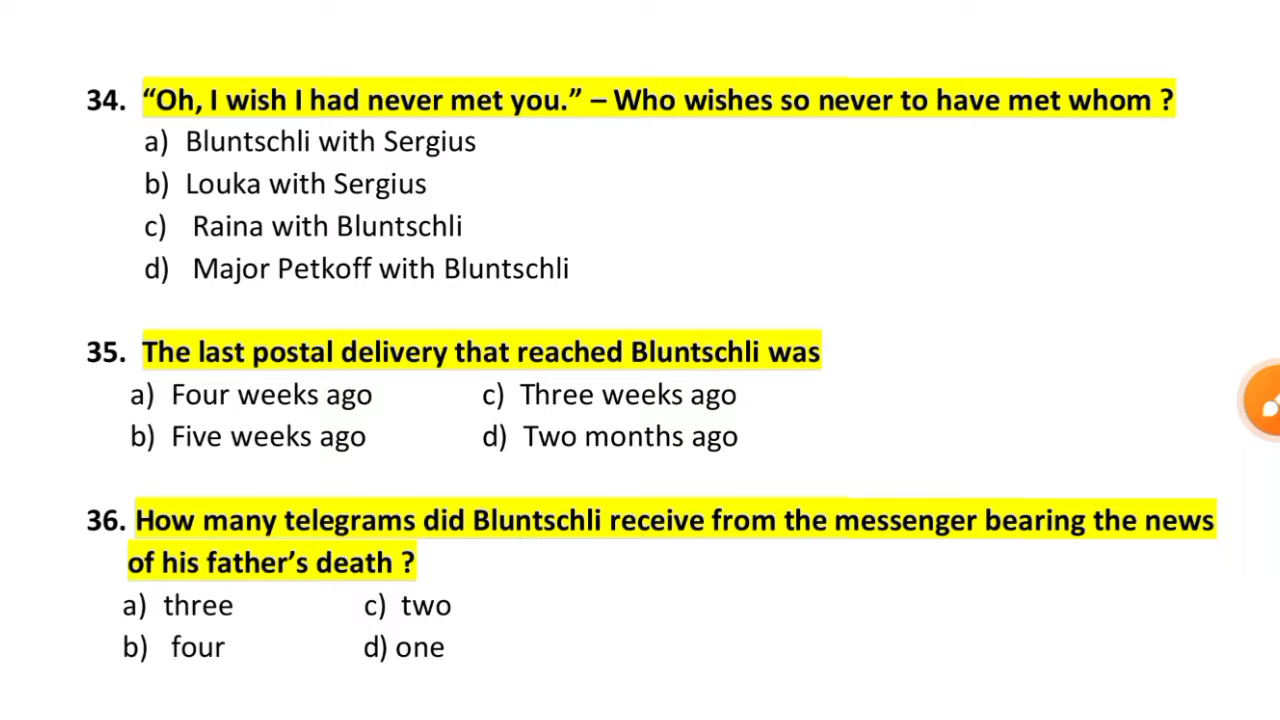 34. “Oh, I wish I had never met you.” – Who wishes so never to have met whom ?
a) Bluntschli with Sergius
b) Louka with Sergius
c) Raina with Bluntschli
d) Major Petkoff with Bluntschli
35. The last postal delivery that reached Bluntschli was
a) Four weeks ago c) Three weeks ago
b) Five weeks ago d) Two months ago
36. How many telegrams did Bluntschli receive from the messenger bearing the news
of his father’s death ?
a) three c) two
b) four d) one